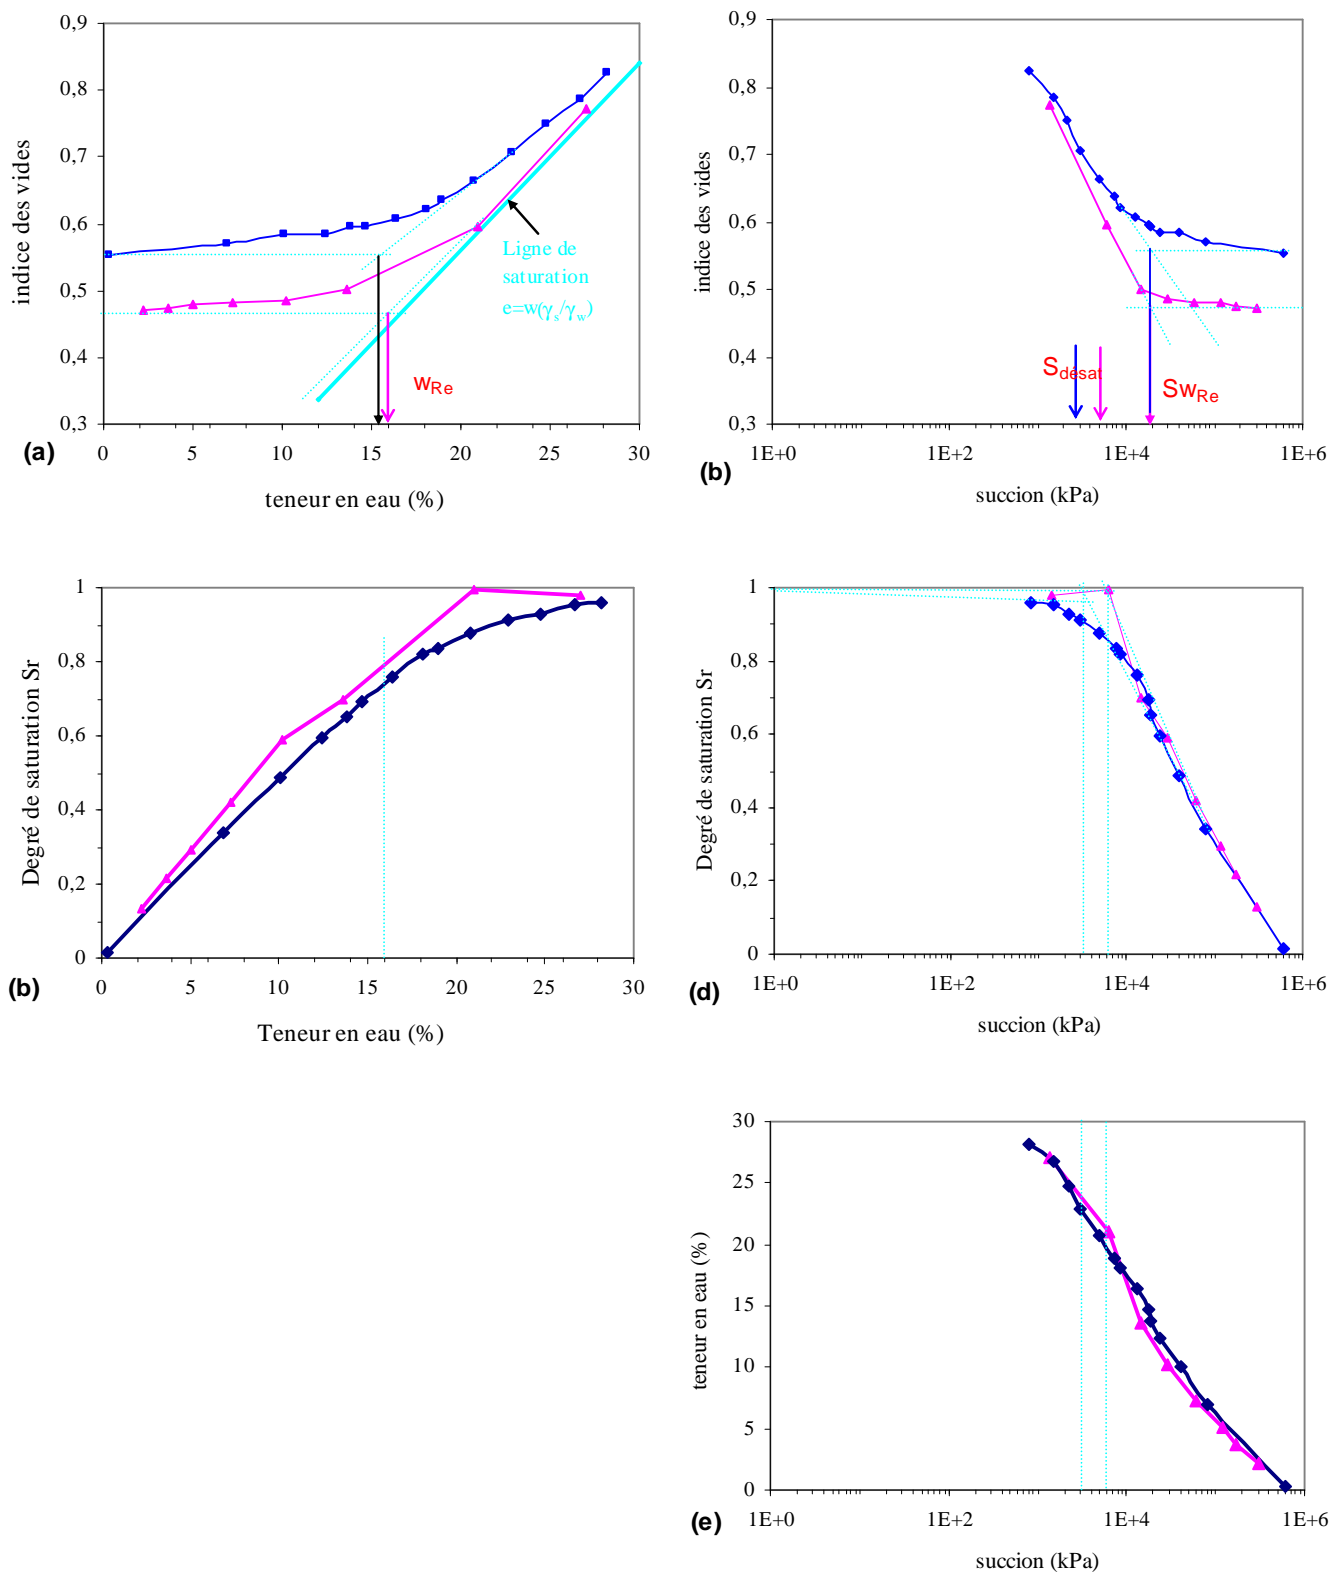 0,9
0,8
0,7
0,6
0,5
0,4
0,3
indice des vides
Ligne de
saturation
e=w(γs/γw)
wRe
0 5 10 15 20 25 30
(a)
teneur en eau (%)
0,9
0,8
0,7
0,6
0,5
0,4
0,3
indice des vides
Sdésat
SwRe
1E+0 1E+2 1E+4 1E+6
(b)
succion (kPa)
1
0.8
0.6
0.4
0.2
0
Degré de saturation Sr
0 5 10 15 20 25 30
(b)
Teneur en eau (%)
1
0.8
0.6
0.4
0.2
0
Degré de saturation Sr
1E+0 1E+2 1E+4 1E+6
(d)
succion (kPa)
30
25
20
15
10
5
0
teneur en eau (%)
1E+0 1E+2 1E+4 1E+6
(e)
succion (kPa)